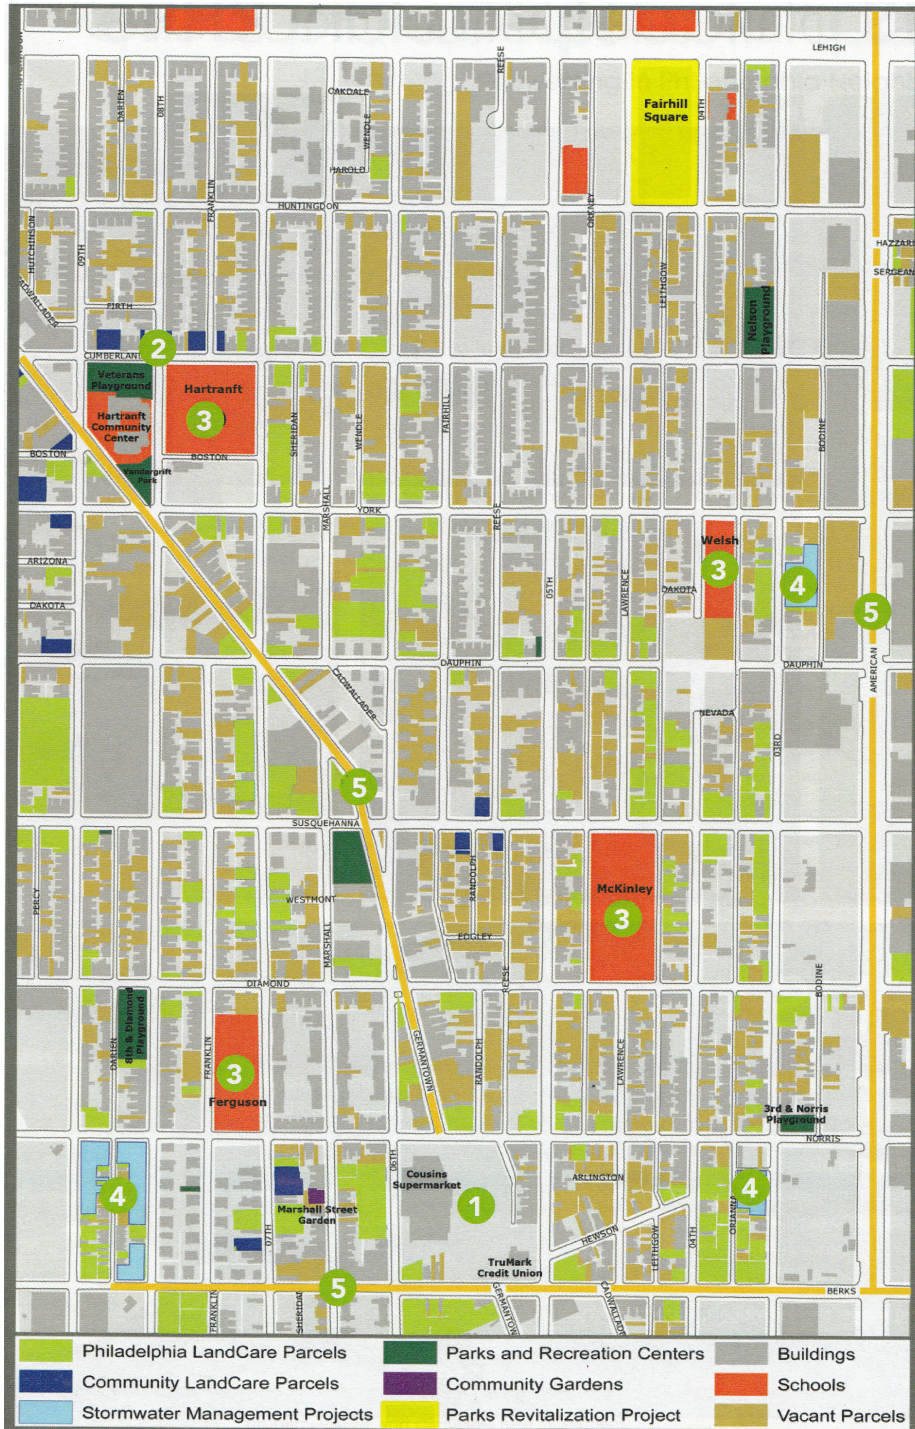 LEHIGH
REESE
OAKDALE
WENDLE
HAROLD
DARIEN
08TH
FRANKLIN
HUNTINGDON
Fairhill
Square
04TH
ORKNEY
HUTCHINSON
09TH
CADWALLADER
FIRTH
LEITHGOW
HAZZARD
SERGEAN
Nelson
Playground
2
CUMBERLAND
Veterans
Playground
Hartranft
3
Hartranft
Community
Center
BOSTON
BOSTON
Vandergrift
Park
SHERIDAN
WENDLE
FAIRHILL
BODINE
MARSHALL
YORK
REESE
Welsh
3
4
5
ARIZONA
DAKOTA
05TH
LAWRENCE
DAKOTA
DAUPHIN
DAUPHIN
AMERICAN
CADWALLADER
NEVADA
03RD
5
SUSQUEHANNA
PERCY
WESTMONT
MARSHALL
RANDOLPH
EDGLEY
REESE
McKinley
3
DIAMOND
BODINE
DARIEN
8th & Diamond
Playground
FRANKLIN
3
Ferguson
GERMANTOWN
RANDOLPH
LAWRENCE
3rd & Norris
Playground
NORRIS
4
06TH
Cousins
Supermarket
1
ARLINGTON
4
Marshall Street
Garden
07TH
HEWSON
LEITHGOW
04TH
ORIANNA
TruMark
Credit Union
5
BERKS
FRANKLIN
SHERIDAN
GERMANTOWN
CADWALLADE
Philadelphia LandCare Parcels
Parks and Recreation Centers
Buildings
Community LandCare Parcels
Community Gardens
Schools
Stormwater Management Projects
Parks Revitalization Project
Vacant Parcels